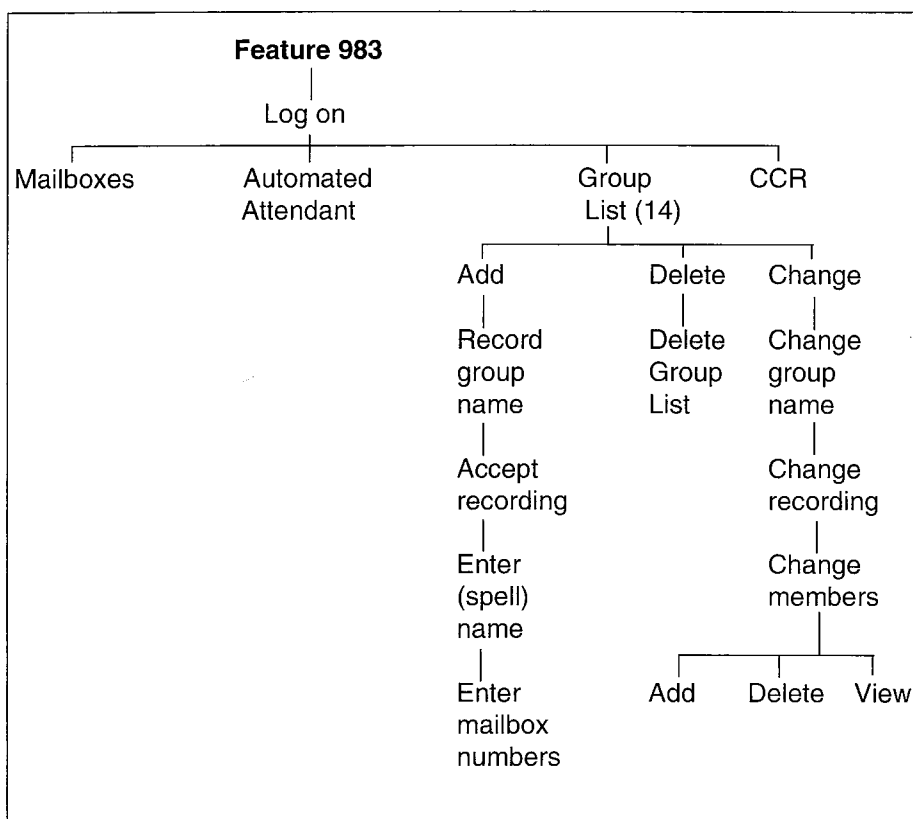 Feature 983
Log on
Mailboxes
Automated
Attendant
Group
List (14)
CCR
Add
Delete
Change
Record
group
name
Delete
Group
List
Change
group
name
Accept
recording
Change
recording
Enter
(spell)
name
Change
members
Enter
mailbox
numbers
Add
Delete
View